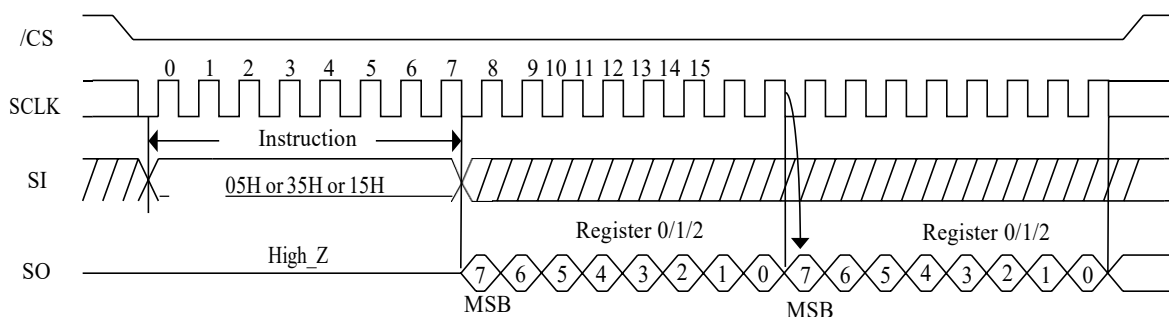 /CS
0 1 2 3 4 5 6 7 8 9 10 11 12 13 14 15
SCLK
Instruction
SI
05H or 35H or 15H
Register 0/1/2 Register 0/1/2
High_Z
SO
7 6 5 4 3 2 1 0 7 6 5 4 3 2 1 0
MSB MSB